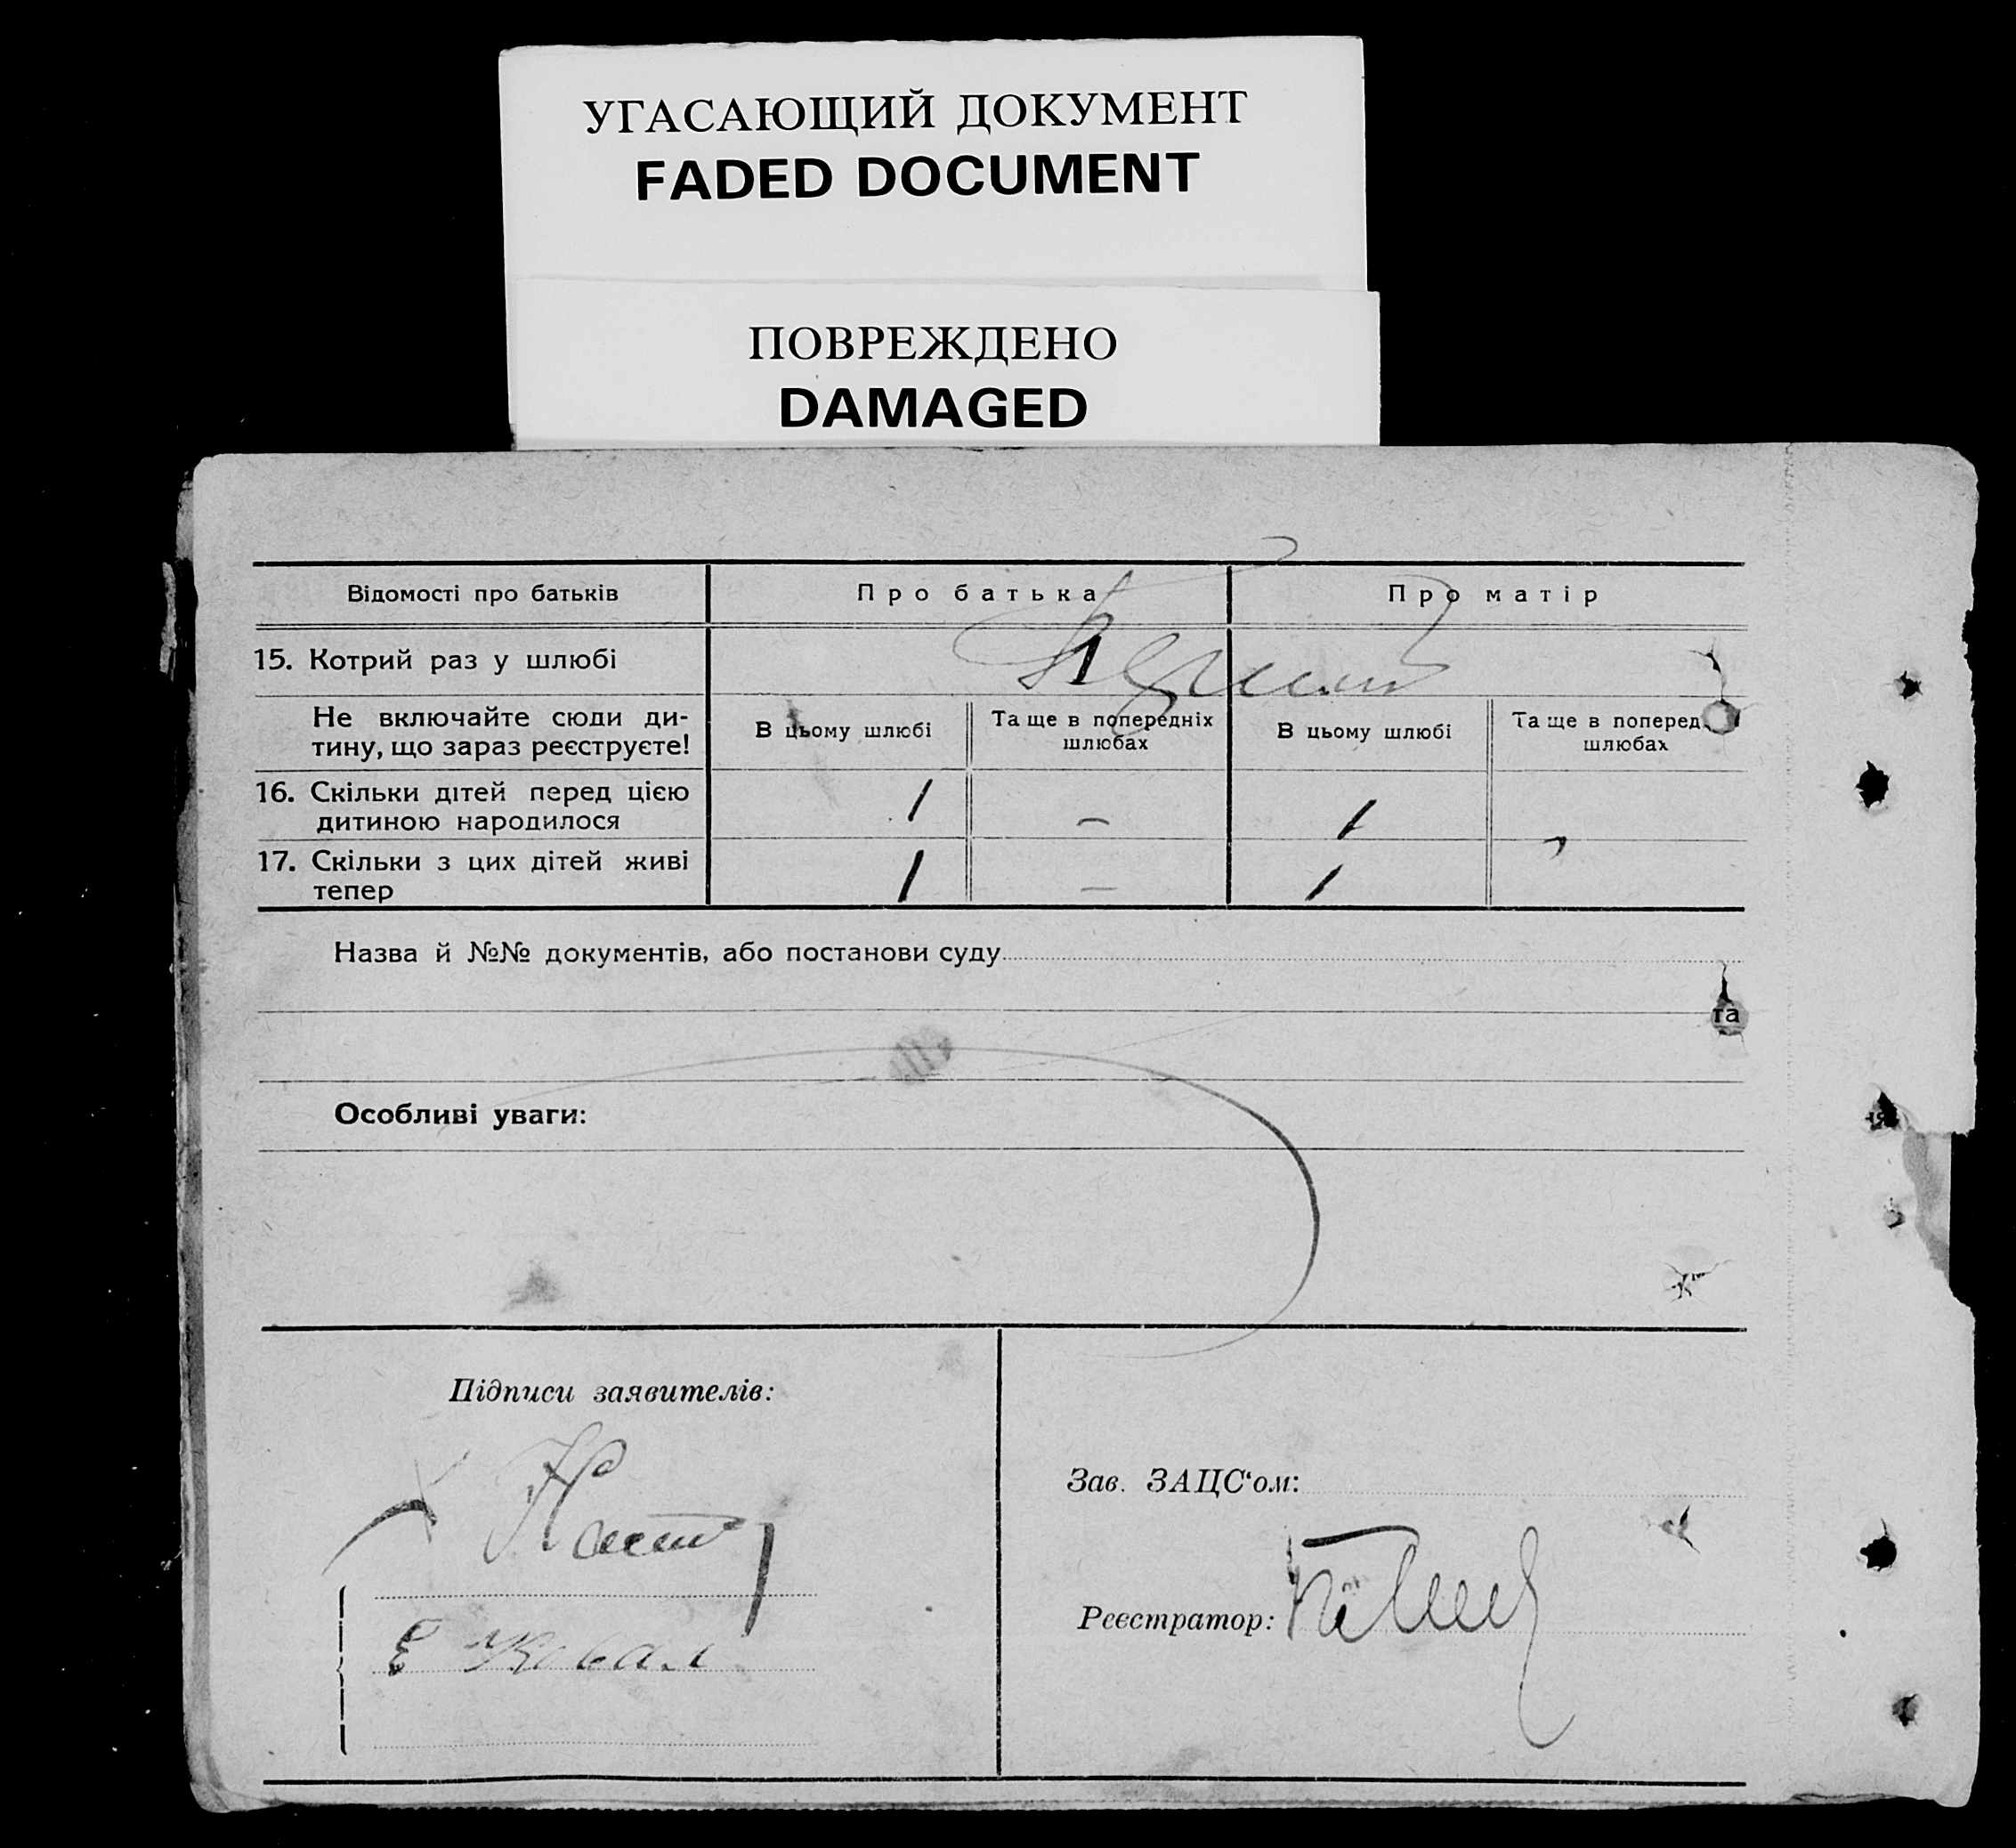 УГАСАЮЩИЙ ДОКУМЕНТ
FADED DOCUMENT
ПОВРЕЖДЕНО
DAMAGED
Відомості про батьків
Про батька
Про матір
15. Котрий раз у шлюбі
1
Не включайте сюди ди-
тину, що зараз реєструєте!
В цьому шлюбі
Та ще в попередніх
шлюбах
В цьому шлюбі
Та ще в поперед
шлюбах
16. Скільки дітей перед цією
дитиною народилося
1
–
1
17. Скільки з цих дітей живі
тепер
1
–
1
Назва й №№ документів, або постанови суду
та
Особливі уваги:
Підписи заявителів:
Зав. ЗАЦС‘ом:
Реєстратор: